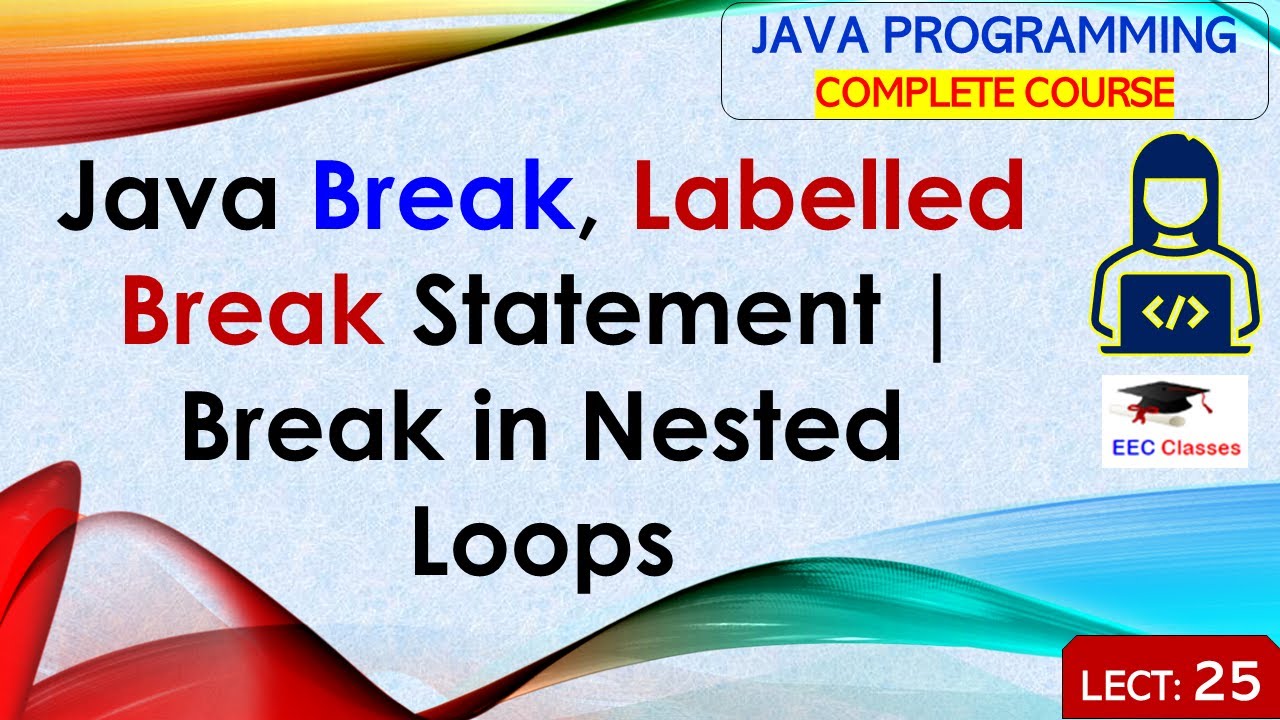 JAVA PROGRAMMING
COMPLETE COURSE
Java Break, Labelled
Break Statement |
Break in Nested
Loops
</>
EEC Classes
LECT: 25